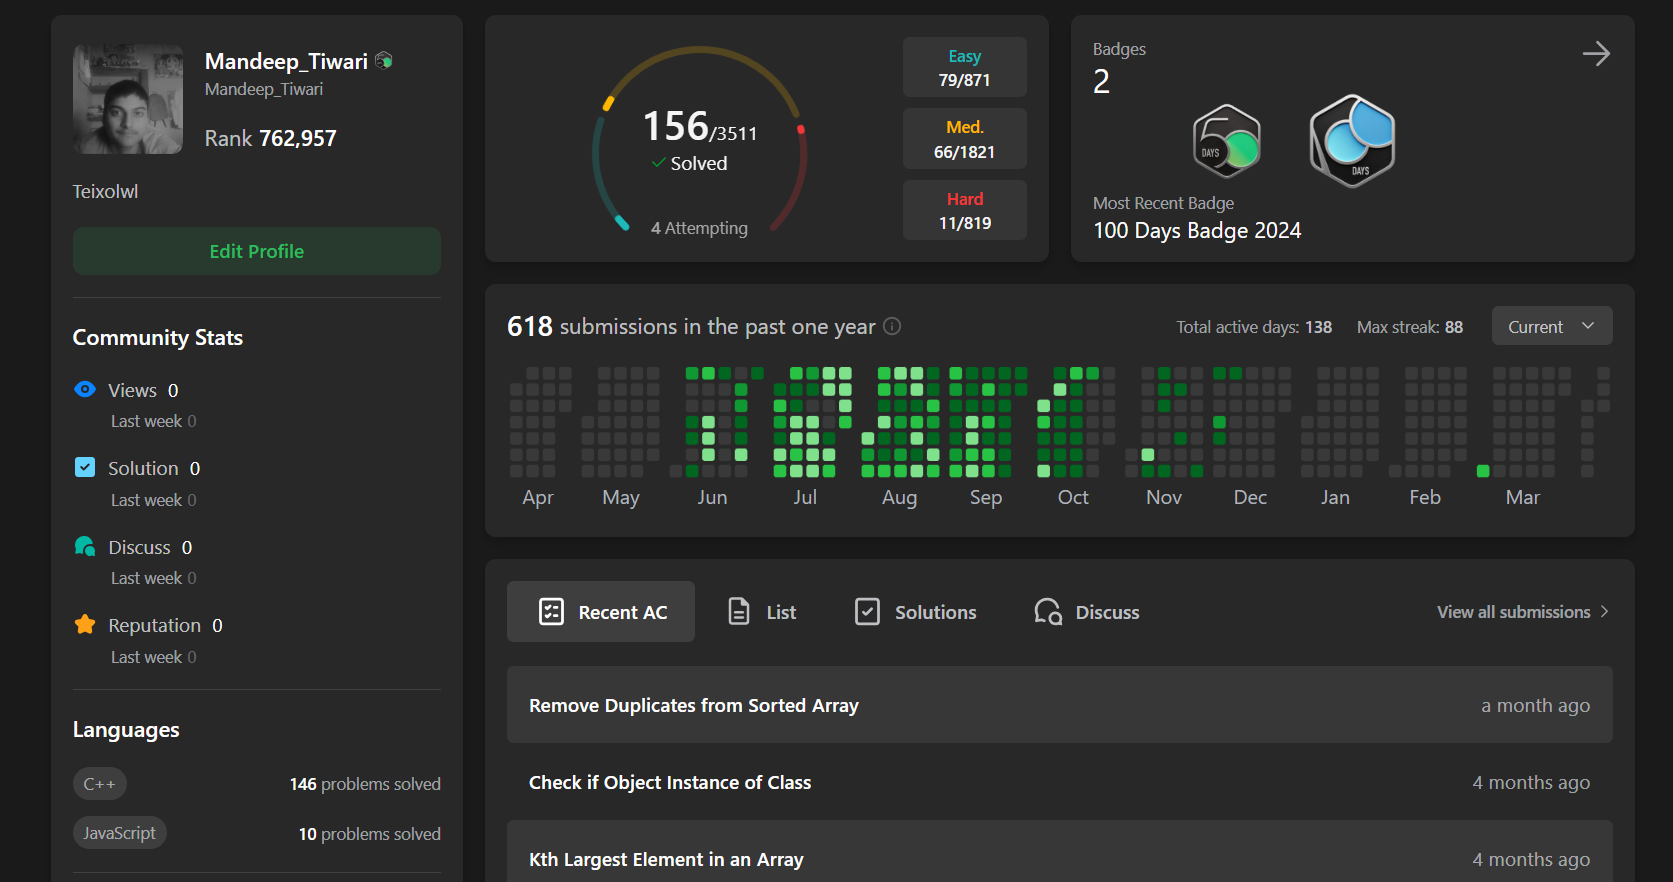 Mandeep_Tiwari
Mandeep_Tiwari
Rank 762,957
Teixolwl
Edit Profile
Community Stats
Views 0
Last week 0
Solution 0
Last week 0
Discuss 0
Last week 0
Reputation 0
Last week 0
Languages
C++ 146 problems solved
JavaScript 10 problems solved
156/3511
Solved
4 Attempting
Easy
79/871
Med.
66/1821
Hard
11/819
Badges
2
50
DAYS
100
DAYS
Most Recent Badge
100 Days Badge 2024
618 submissions in the past one year
Total active days: 138 Max streak: 88 Current
Apr May Jun Jul Aug Sep Oct Nov Dec Jan Feb Mar
Recent AC List Solutions Discuss View all submissions
Remove Duplicates from Sorted Array a month ago
Check if Object Instance of Class 4 months ago
Kth Largest Element in an Array 4 months ago